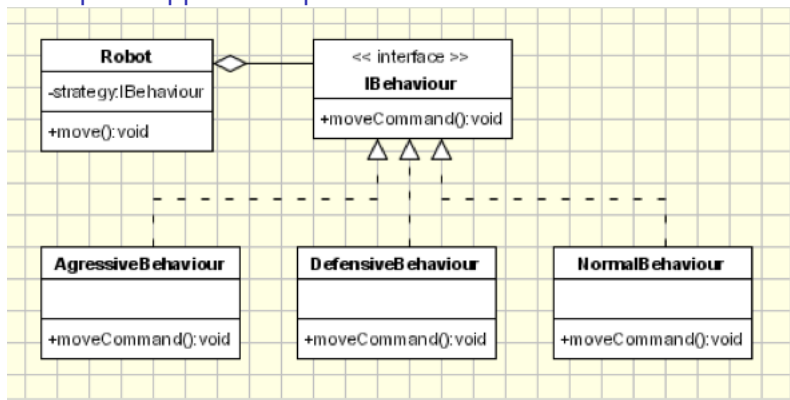 Robot
-strategy:IBehaviour
+move():void
<< interface >>
IBehaviour
+moveCommand():void
AgressiveBehaviour
+moveCommand():void
DefensiveBehaviour
+moveCommand():void
NormalBehaviour
+moveCommand():void